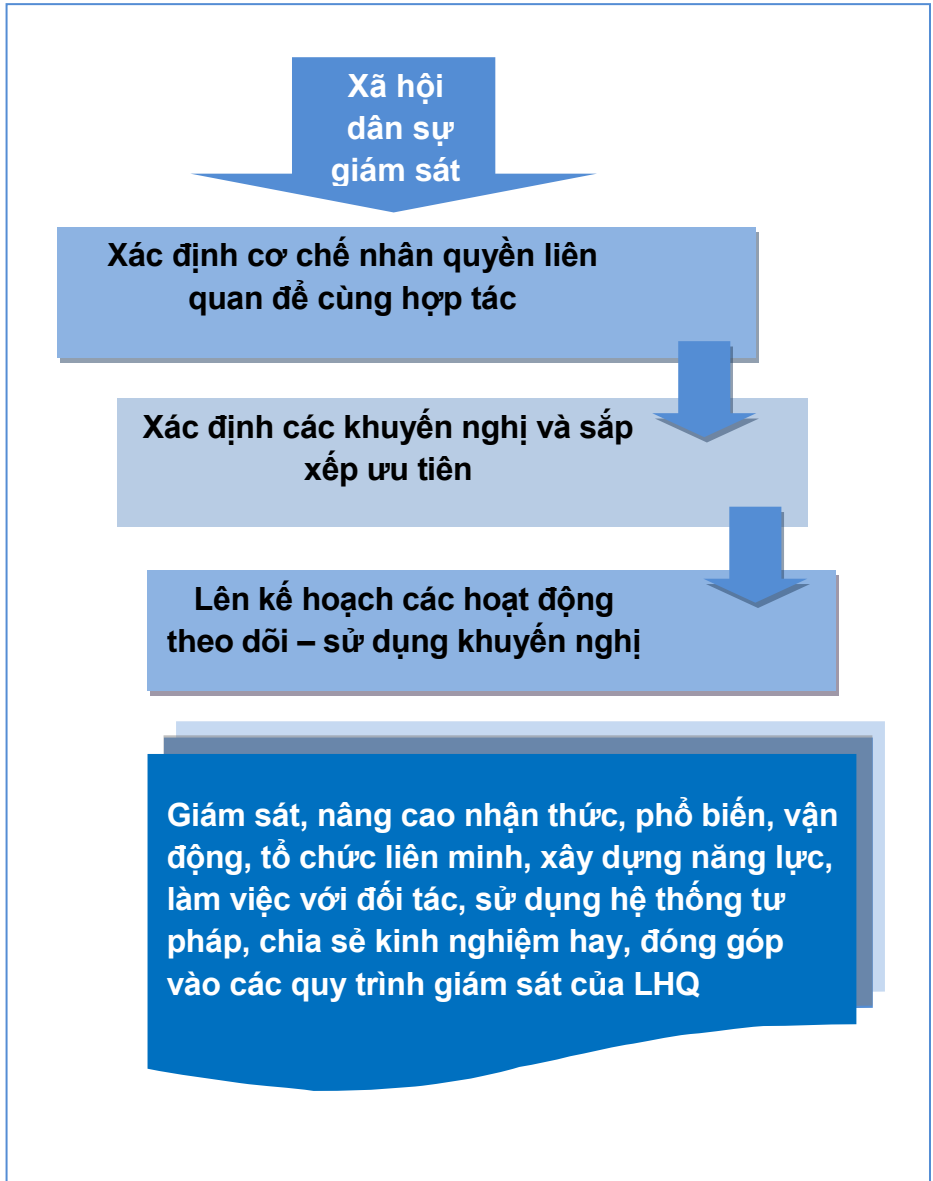 Xã hội
dân sự
giám sát
Xác định cơ chế nhân quyền liên
quan để cùng hợp tác
Xác định các khuyến nghị và sắp
xếp ưu tiên
Lên kế hoạch các hoạt động
theo dõi – sử dụng khuyến nghị
Giám sát, nâng cao nhận thức, phổ biến, vận
động, tổ chức liên minh, xây dựng năng lực,
làm việc với đối tác, sử dụng hệ thống tư
pháp, chia sẻ kinh nghiệm hay, đóng góp
vào các quy trình giám sát của LHQ